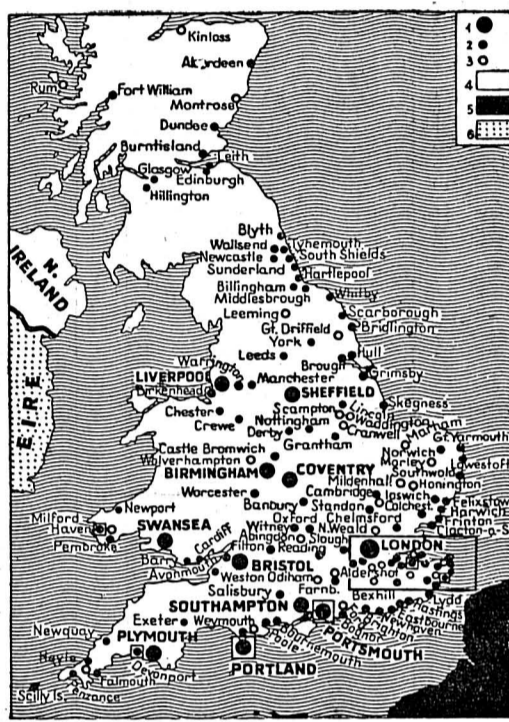 Kinloss
Aberdeen
Rum
Fort William
Montrose
Dundee
Burntisland
Leith
Glasgow
Edinburgh
Hillington
Blyth
Wallsend
Tynemouth
Newcastle
South Shields
Sunderland
Hartlepool
Billingham
Middlesbrough
Whitby
Leeming
Scarborough
Gt. Driffield
Bridlington
York
Leeds
Brough
Hull
Grimsby
Warrington
LIVERPOOL
Manchester
Birkenhead
SHEFFIELD
Skegness
Chester
Scampton
Lincoln
Waddington
Crewe
Nottingham
Cranwell
Derby
Grantham
Gt. Yarmouth
Castle Bromwich
Norwich
Wolverhampton
Morley
Lowestoft
BIRMINGHAM
COVENTRY
Southwold
Mildenhall
Honington
Worcester
Cambridge
Ipswich
Felixstow
Banbury
Standon
Colchest.
Harwich
Newport
Oxford
Chelmsford
Frinton
Milford
Haven
SWANSEA
Witney
N. Weald
Clacton-a-S
Pembroke
Cardiff
Abingdon
Slough
LONDON
Barry
Filton
Reading
Avonmouth
BRISTOL
Weston
Odiham
Aldershot
Salisbury
Farnb.
Lydd
SOUTHAMPTON
Bexhill
Hastings
Eastbourne
Newhaven
Brighton
Bognor
Exeter
Weymouth
Bournemouth
Poole
PORTSMOUTH
Newquay
PLYMOUTH
PORTLAND
Hayle
Devonport
Falmouth
Scilly Is.
Penzance
N.
IRELAND
EIRE
1
2
3
4
5
6